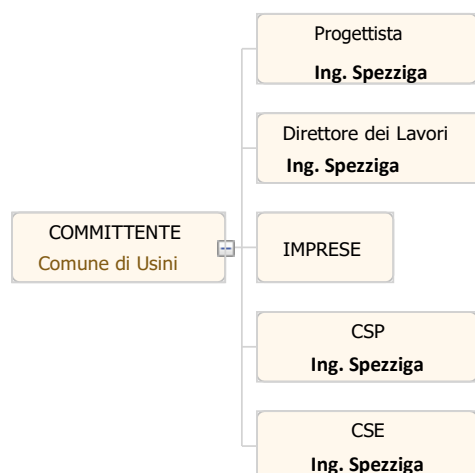 Progettista
Ing. Spezziga
Direttore dei Lavori
Ing. Spezziga
COMMITTENTE
Comune di Usini
IMPRESE
CSP
Ing. Spezziga
CSE
Ing. Spezziga